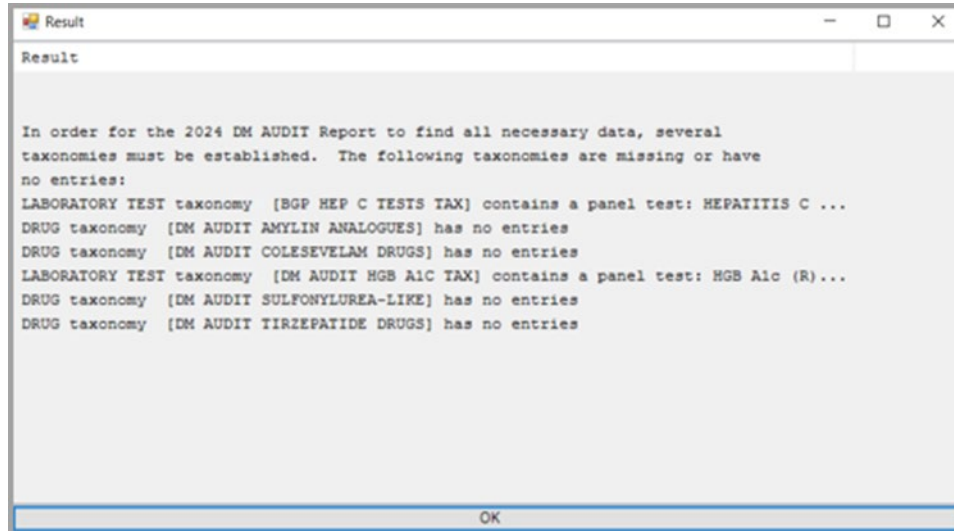 Result
Result
In order for the 2024 DM AUDIT Report to find all necessary data, several
taxonomies must be established.  The following taxonomies are missing or have
no entries:
LABORATORY TEST taxonomy  [BGP HEP C TESTS TAX] contains a panel test: HEPATITIS C ...
DRUG taxonomy  [DM AUDIT AMYLIN ANALOGUES] has no entries
DRUG taxonomy  [DM AUDIT COLESEVELAM DRUGS] has no entries
LABORATORY TEST taxonomy  [DM AUDIT HGB A1C TAX] contains a panel test: HGB A1c (R)...
DRUG taxonomy  [DM AUDIT SULFONYLUREA-LIKE] has no entries
DRUG taxonomy  [DM AUDIT TIRZEPATIDE DRUGS] has no entries
OK